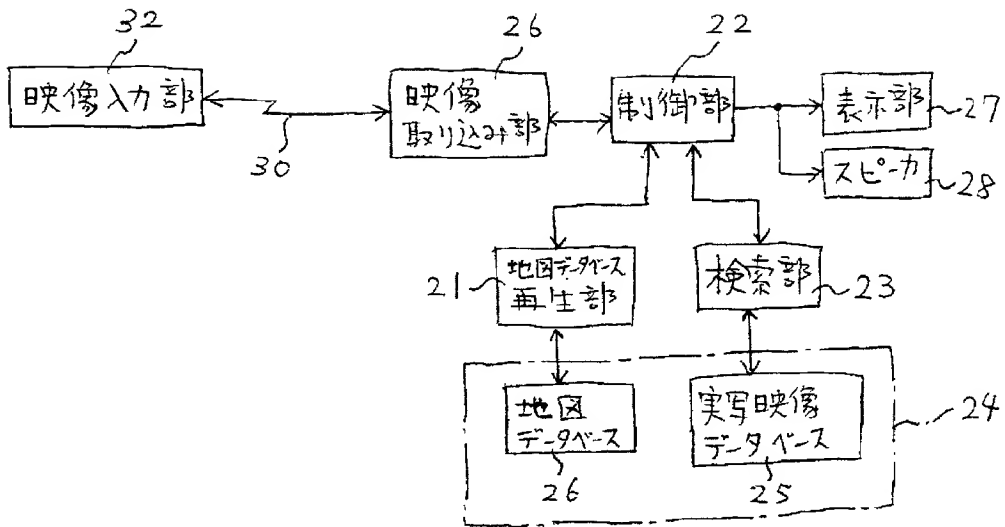 32
映像入力部
30
26
映像
取り込み部
22
制御部
表示部
27
スピーカ
28
21
地図データベース
再生部
検索部
23
24
地図
データベース
26
実写映像
データベース
25